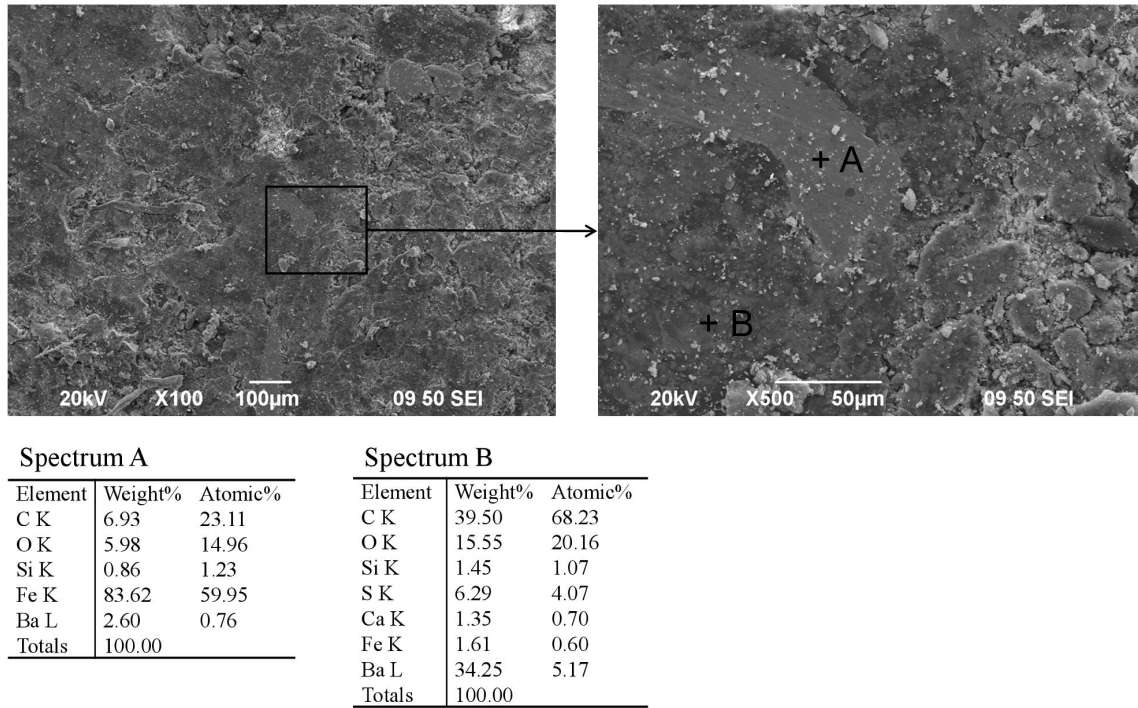 + A
+ B
20kV X100 100μm 09 50 SEI
20kV X500 50μm 09 50 SEI
Spectrum A
Element Weight% Atomic%
C K 6.93 23.11
O K 5.98 14.96
Si K 0.86 1.23
Fe K 83.62 59.95
Ba L 2.60 0.76
Totals 100.00
Spectrum B
Element Weight% Atomic%
C K 39.50 68.23
O K 15.55 20.16
Si K 1.45 1.07
S K 6.29 4.07
Ca K 1.35 0.70
Fe K 1.61 0.60
Ba L 34.25 5.17
Totals 100.00